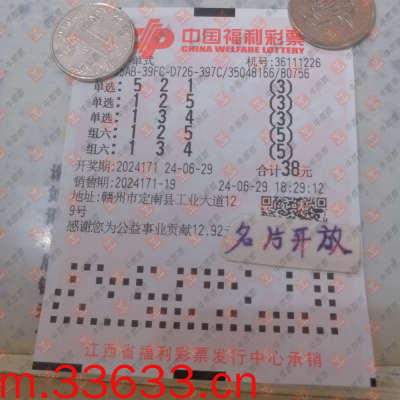 中国福利彩票
CHINA WELFARE LOTTERY
单式 机号:36111226
-39FC-D726-397C/35048166/80756
单选: 5 2 1 (3)
单选: 1 2 5 (3)
单选: 1 3 4 (3)
组六: 1 2 5 (5)
组六: 1 3 4 (5)
开奖期:2024171 24-06-29 合计38元
销售期:2024171-19 24-06-29 18:29:12
地址:赣州市定南县工业大道12
9号
感谢您为公益事业贡献12.92元
名片开放
江西省福利彩票发行中心承销
m.33633.cn